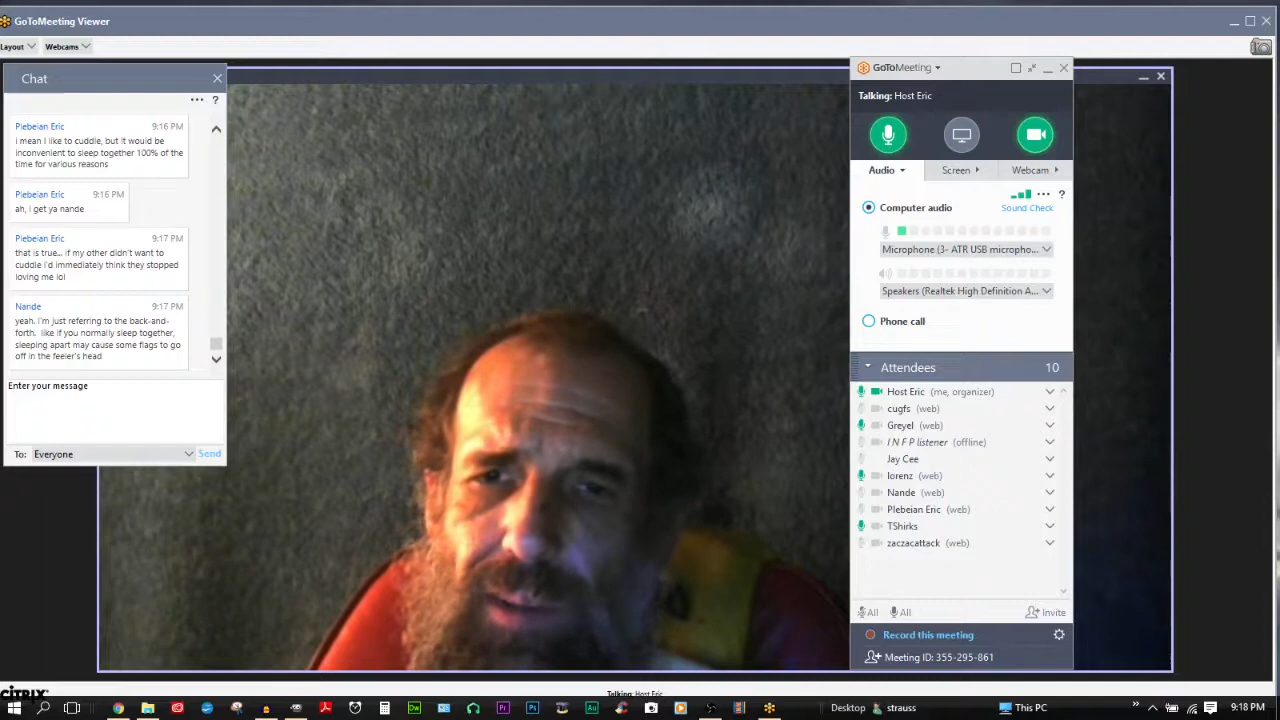 GoToMeeting Viewer
Layout
Webcams
Chat
?
Plebeian Eric 9:16 PM
i mean I like to cuddle, but it would be
inconvenient to sleep together 100% of the
time for various reasons
Plebeian Eric 9:16 PM
ah, i get ya nande
Plebeian Eric 9:17 PM
that is true... if my other didn't want to
cuddle i'd immediately think they stopped
loving me lol
Nande 9:17 PM
yeah. I'm just referring to the back-and-
forth. like if you normally sleep together,
sleeping apart may cause some flags to go
off in the feeler's head
Enter your message
To: Everyone Send
GoToMeeting
Talking: Host Eric
Audio Screen Webcam
?
Computer audio Sound Check
Microphone (3- ATR USB micropho...
Speakers (Realtek High Definition A...
Phone call
Attendees 10
Host Eric (me, organizer)
cugfs (web)
Greyel (web)
I N F P listener (offline)
Jay Cee
lorenz (web)
Nande (web)
Plebeian Eric (web)
TShirks
zaczacattack (web)
All All Invite
Record this meeting
Meeting ID: 355-295-861
CITRIX
Talking: Host Eric
Dw Pr Ps Au
Desktop strauss This PC 9:18 PM